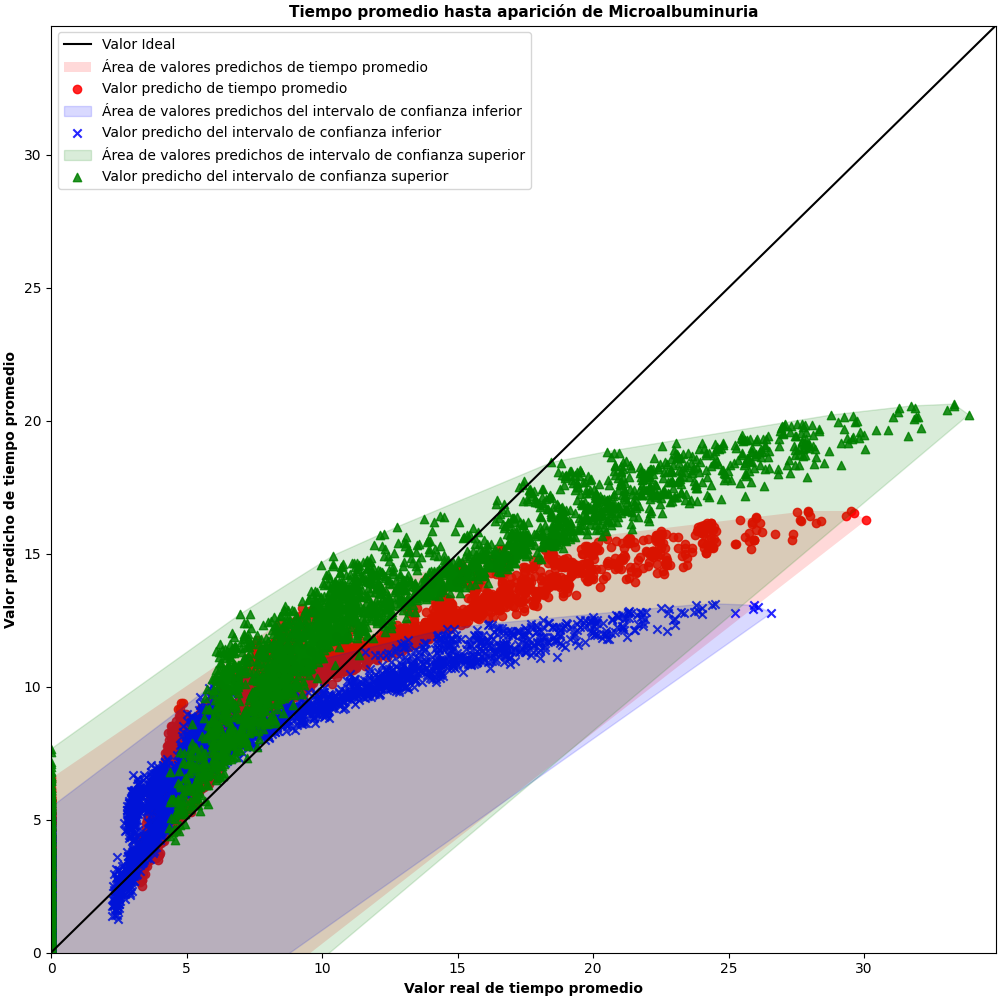 Tiempo promedio hasta aparición de Microalbuminuria
Valor Ideal
Área de valores predichos de tiempo promedio
Valor predicho de tiempo promedio
Área de valores predichos del intervalo de confianza inferior
Valor predicho del intervalo de confianza inferior
Área de valores predichos de intervalo de confianza superior
Valor predicho del intervalo de confianza superior
Valor predicho de tiempo promedio
30
25
20
15
10
5
0
0 5 10 15 20 25 30
Valor real de tiempo promedio